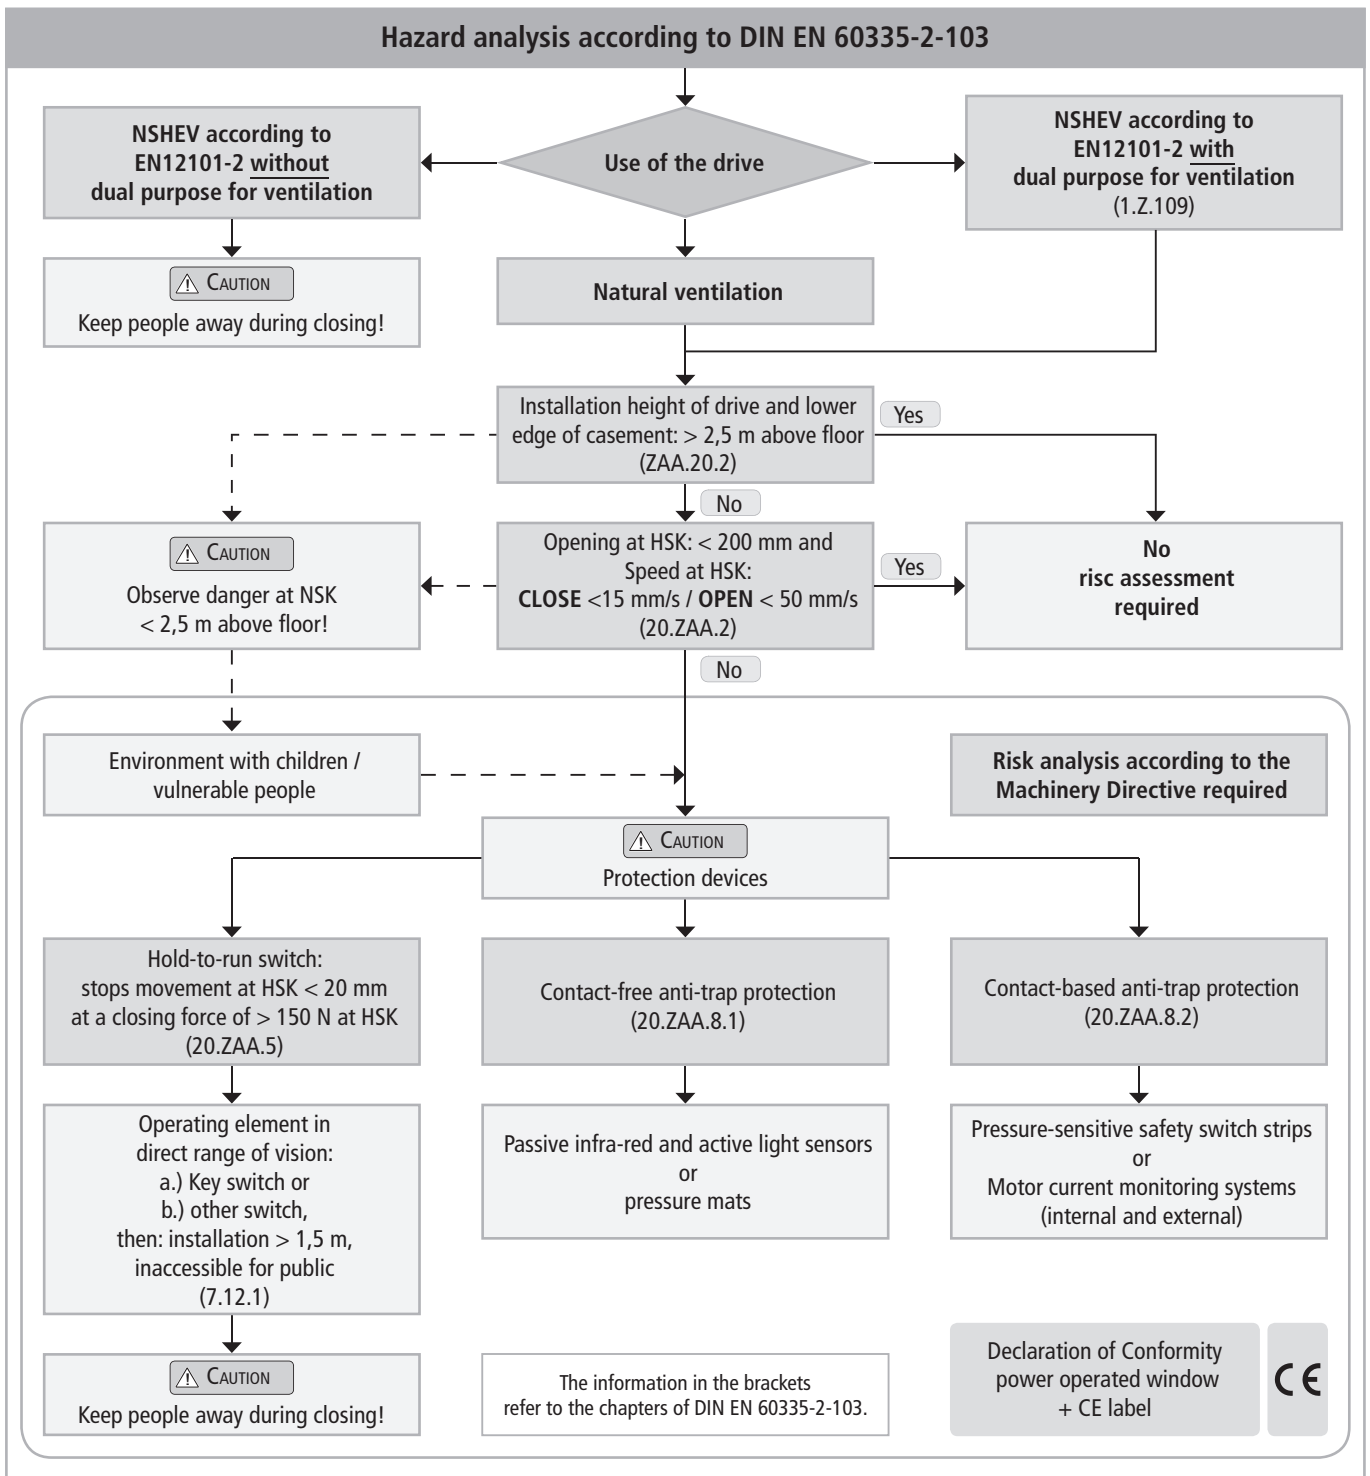 Hazard analysis according to DIN EN 60335-2-103
NSHEV according to
EN12101-2 without
dual purpose for ventilation
Use of the drive
NSHEV according to
EN12101-2 with
dual purpose for ventilation
(1.Z.109)
CAUTION
Keep people away during closing!
Natural ventilation
Installation height of drive and lower
edge of casement: > 2,5 m above floor
(ZAA.20.2)
Yes
No
CAUTION
Observe danger at NSK
< 2,5 m above floor!
Opening at HSK: < 200 mm and
Speed at HSK:
CLOSE <15 mm/s / OPEN < 50 mm/s
(20.ZAA.2)
Yes
No
risc assessment
required
No
Environment with children /
vulnerable people
Risk analysis according to the
Machinery Directive required
CAUTION
Protection devices
Hold-to-run switch:
stops movement at HSK < 20 mm
at a closing force of > 150 N at HSK
(20.ZAA.5)
Contact-free anti-trap protection
(20.ZAA.8.1)
Contact-based anti-trap protection
(20.ZAA.8.2)
Operating element in
direct range of vision:
a.) Key switch or
b.) other switch,
then: installation > 1,5 m,
inaccessible for public
(7.12.1)
Passive infra-red and active light sensors
or
pressure mats
Pressure-sensitive safety switch strips
or
Motor current monitoring systems
(internal and external)
CAUTION
Keep people away during closing!
The information in the brackets
refer to the chapters of DIN EN 60335-2-103.
Declaration of Conformity
power operated window
+ CE label
CE